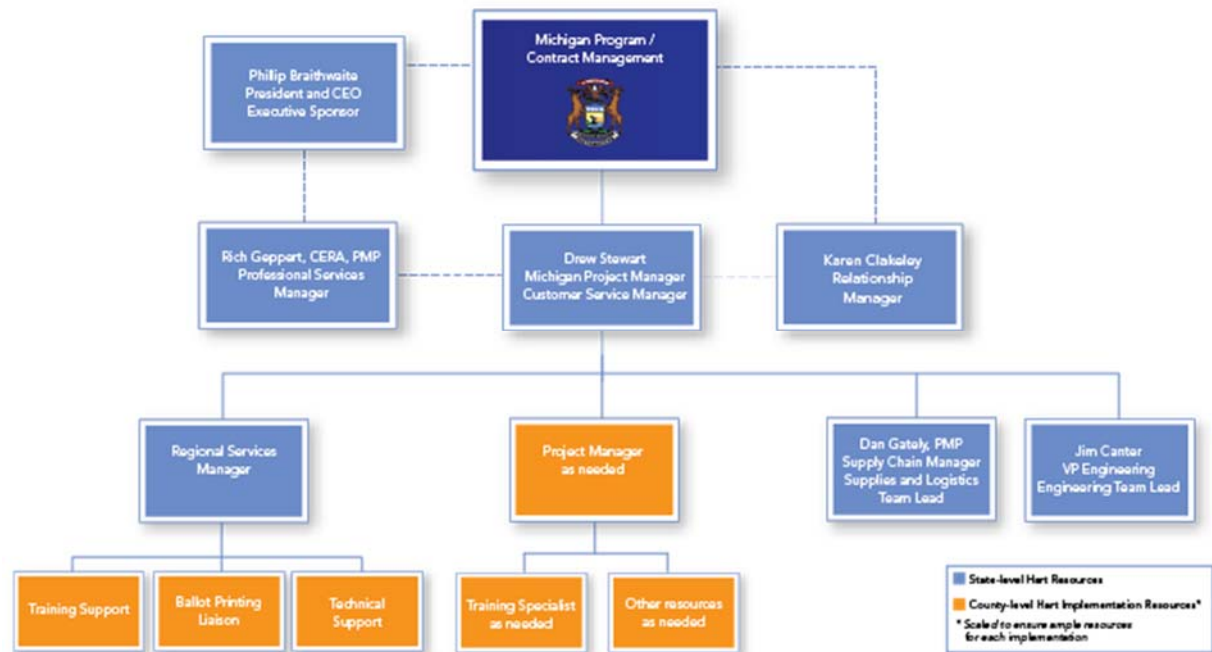 Michigan Program /
Contract Management
Phillip Braithwaite
President and CEO
Executive Sponsor
Rich Geppert, CERA, PMP
Professional Services
Manager
Drew Stewart
Michigan Project Manager
Customer Service Manager
Karen Clakeley
Relationship
Manager
Regional Services
Manager
Project Manager
as needed
Dan Gately, PMP
Supply Chain Manager
Supplies and Logistics
Team Lead
Jim Canter
VP Engineering
Engineering Team Lead
Training Support
Ballot Printing
Liaison
Technical
Support
Training Specialist
as needed
Other resources
as needed
State-level Hart Resources
County-level Hart Implementation Resources*
* Scaled to ensure ample resources
for each implementation